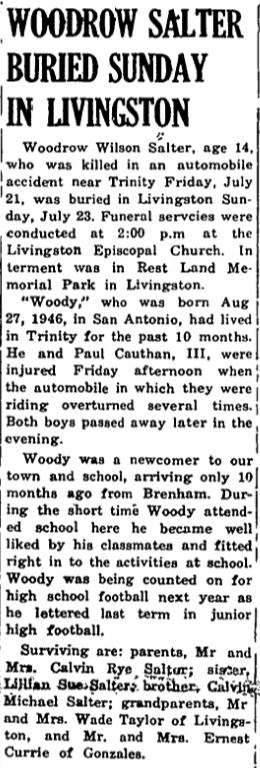 WOODROW SALTER
BURIED SUNDAY
IN LIVINGSTON
Woodrow Wilson Salter, age 14,
who was killed in an automobile
accident near Trinity Friday, July
21, was buried in Livingston Sun-
day, July 23. Funeral servcies were
conducted at 2:00 p.m at the
Livingston Episcopal Church. In
terment was in Rest Land Me-
morial Park in Livingston.
"Woody," who was born Aug
27, 1946, in San Antonio, had lived
in Trinity for the past 10 months.
He and Paul Cauthan, III, were
injured Friday afternoon when
the automobile in which they were
riding overturned several times.
Both boys passed away later in the
evening.
Woody was a newcomer to our
town and school, arriving only 10
months ago from Brenham. Dur-
ing the short time Woody attend-
ed school here he became well
liked by his classmates and fitted
right in to the activities at school.
Woody was being counted on for
high school football next year as
he lettered last term in junior
high football.
Surviving are: parents, Mr and
Mrs. Calvin Rye Salter; sister,
Lillian Sue Salter; brother, Calvin
Michael Salter; grandparents, Mr
and Mrs. Wade Taylor of Livings-
ton, and Mr. and Mrs. Ernest
Currie of Gonzales.